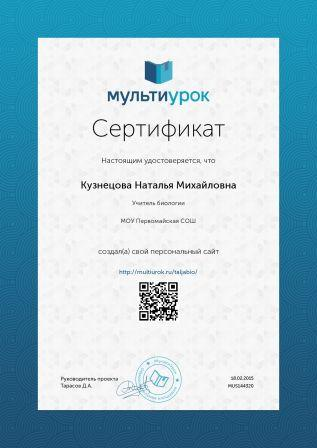 мультиурок
Сертификат
Настоящим удостоверяется, что
Кузнецова Наталья Михайловна
Учитель биологии
МОУ Первомайская СОШ
создал(а) свой персональный сайт
http://multiurok.ru/taljabio/
Руководитель проекта
Тарасов Д.А.
18.02.2015
MUS144320